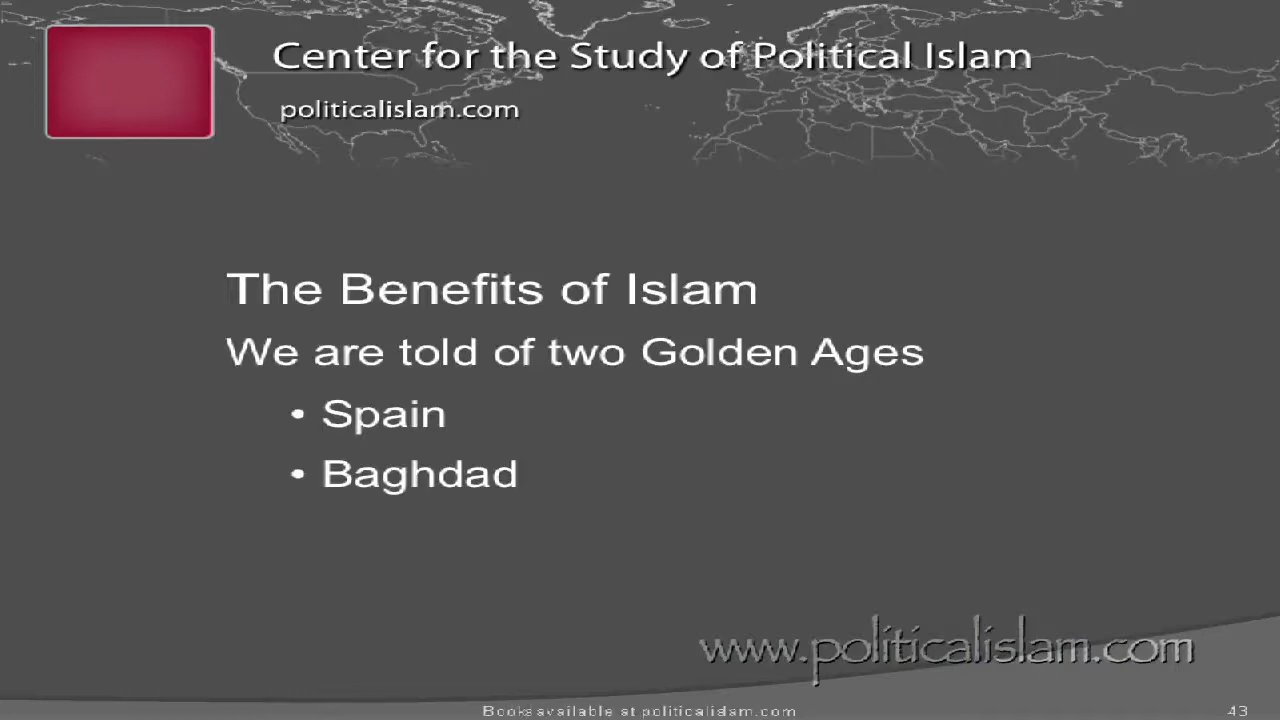 Center for the Study of Political Islam
politicalislam.com
The Benefits of Islam
We are told of two Golden Ages
• Spain
• Baghdad
www.politicalislam.com
Books available at politicalislam.com
43